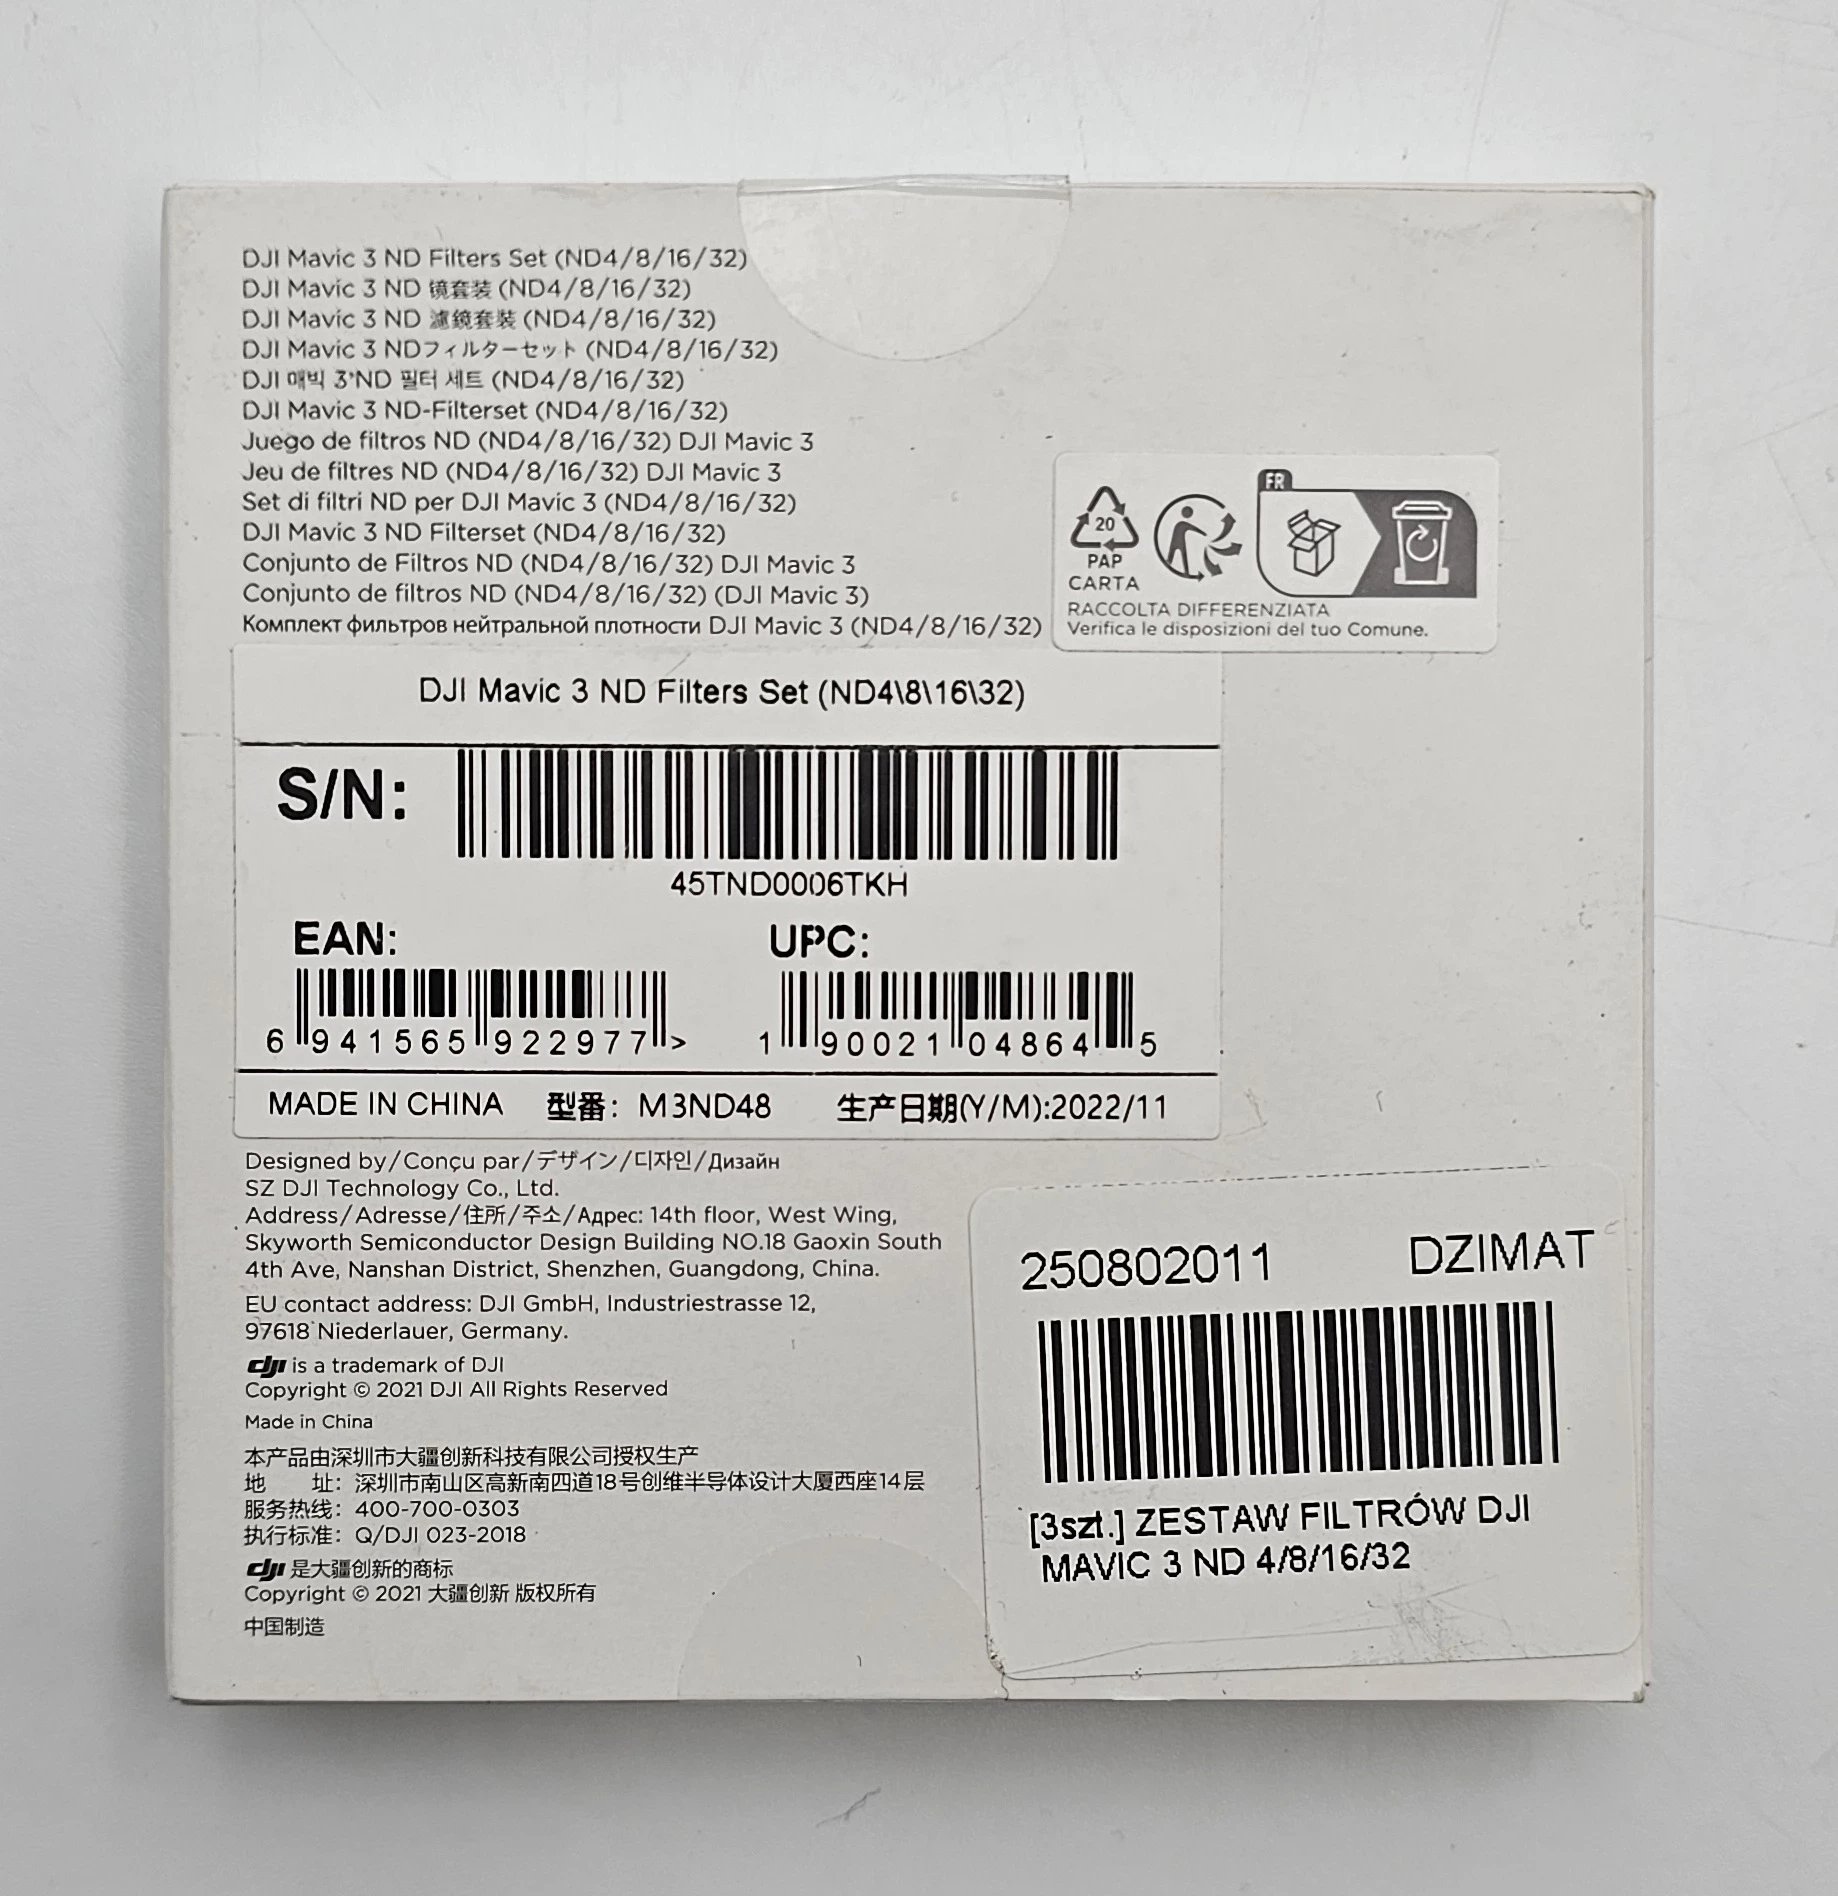 DJI Mavic 3 ND Filters Set (ND4/8/16/32)
DJI Mavic 3 ND 镜套装 (ND4/8/16/32)
DJI Mavic 3 ND 濾鏡套裝 (ND4/8/16/32)
DJI Mavic 3 NDフィルターセット (ND4/8/16/32)
DJI 매빅 3 ND 필터 세트 (ND4/8/16/32)
DJI Mavic 3 ND-Filterset (ND4/8/16/32)
Juego de filtros ND (ND4/8/16/32) DJI Mavic 3
Jeu de filtres ND (ND4/8/16/32) DJI Mavic 3
Set di filtri ND per DJI Mavic 3 (ND4/8/16/32)
DJI Mavic 3 ND Filterset (ND4/8/16/32)
Conjunto de Filtros ND (ND4/8/16/32) DJI Mavic 3
Conjunto de filtros ND (ND4/8/16/32) (DJI Mavic 3)
Комплект фильтров нейтральной плотности DJI Mavic 3 (ND4/8/16/32)
FR
20
PAP
CARTA
RACCOLTA DIFFERENZIATA
Verifica le disposizioni del tuo Comune.
DJI Mavic 3 ND Filters Set (ND4\8\16\32)
S/N:
45TND0006TKH
EAN:
6 941565 922977 >
UPC:
1 90021 04864 5
MADE IN CHINA 型番: M3ND48 生产日期(Y/M):2022/11
Designed by/Conçu par/デザイン/디자인/Дизайн
SZ DJI Technology Co., Ltd.
Address/Adresse/住所/주소/Адрес: 14th floor, West Wing,
Skyworth Semiconductor Design Building NO.18 Gaoxin South
4th Ave, Nanshan District, Shenzhen, Guangdong, China.
EU contact address: DJI GmbH, Industriestrasse 12,
97618 Niederlauer, Germany.
dji is a trademark of DJI
Copyright © 2021 DJI All Rights Reserved
Made in China
本产品由深圳市大疆创新科技有限公司授权生产
地 址：深圳市南山区高新南四道18号创维半导体设计大厦西座14层
服务热线：400-700-0303
执行标准：Q/DJI 023-2018
dji 是大疆创新的商标
Copyright © 2021 大疆创新 版权所有
中国制造
250802011 DZIMAT
[3szt.] ZESTAW FILTRÓW DJI
MAVIC 3 ND 4/8/16/32